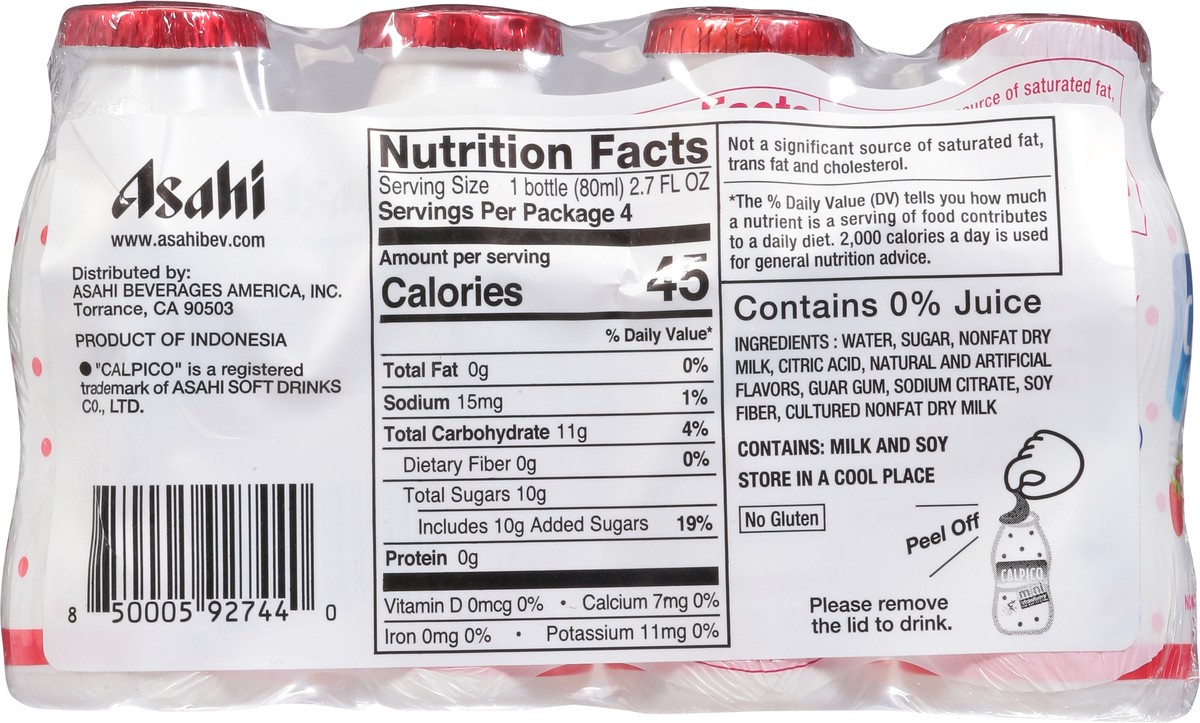 Asahi
www.asahibev.com
Distributed by:
ASAHI BEVERAGES AMERICA, INC.
Torrance, CA 90503
PRODUCT OF INDONESIA
● "CALPICO" is a registered
trademark of ASAHI SOFT DRINKS
CO., LTD.
8 50005 92744 0
Nutrition Facts
Serving Size 1 bottle (80ml) 2.7 FL OZ
Servings Per Package 4
Amount per serving
Calories 45
% Daily Value*
Total Fat 0g 0%
Sodium 15mg 1%
Total Carbohydrate 11g 4%
Dietary Fiber 0g 0%
Total Sugars 10g
Includes 10g Added Sugars 19%
Protein 0g
Vitamin D 0mcg 0% • Calcium 7mg 0%
Iron 0mg 0% • Potassium 11mg 0%
Facts
source of saturated fat,
Not a significant source of saturated fat,
trans fat and cholesterol.
*The % Daily Value (DV) tells you how much
a nutrient is a serving of food contributes
to a daily diet. 2,000 calories a day is used
for general nutrition advice.
Contains 0% Juice
INGREDIENTS : WATER, SUGAR, NONFAT DRY
MILK, CITRIC ACID, NATURAL AND ARTIFICIAL
FLAVORS, GUAR GUM, SODIUM CITRATE, SOY
FIBER, CULTURED NONFAT DRY MILK
CONTAINS: MILK AND SOY
STORE IN A COOL PLACE
No Gluten
Peel Off
CALPICO
mini
Please remove
the lid to drink.